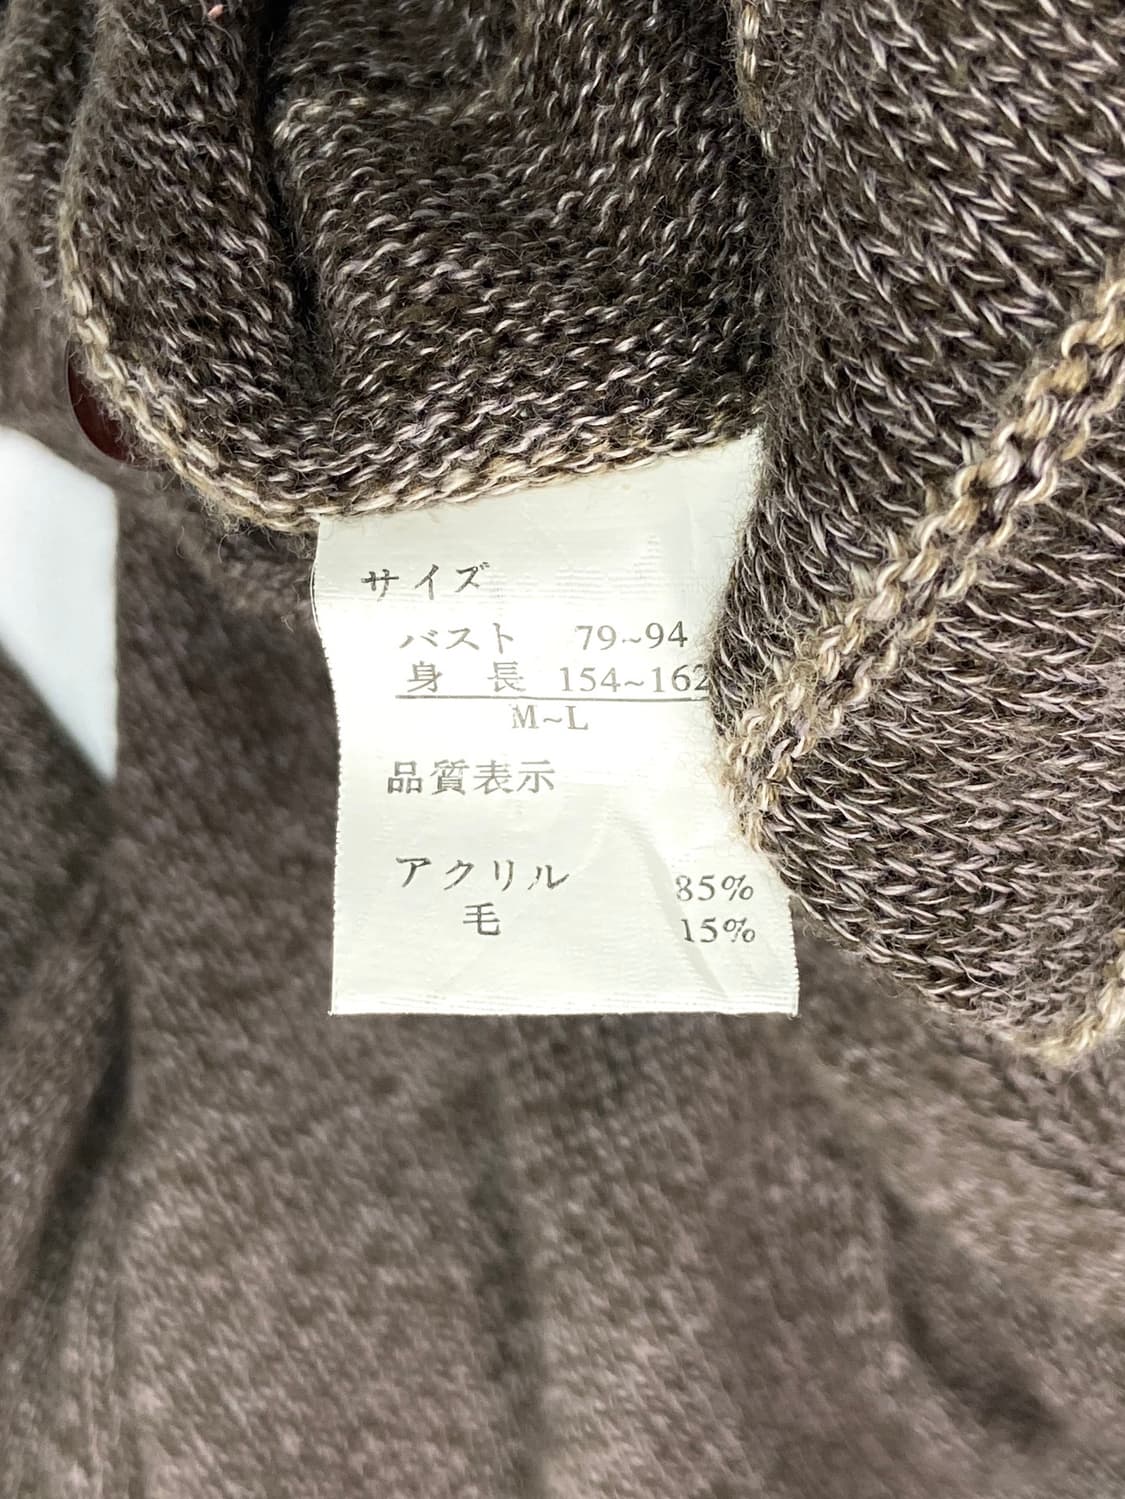 サイズ
バスト 79~94
身長 154~162
M~L
品質表示
アクリル 85%
毛 15%